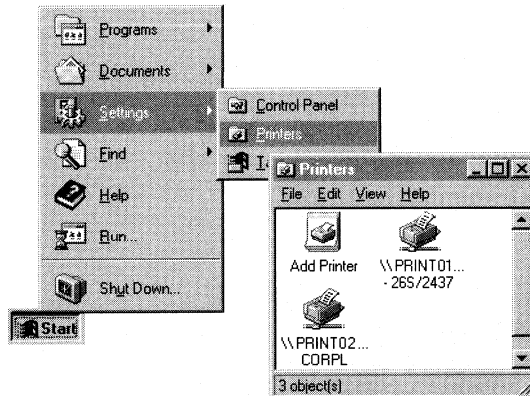 Programs
Documents
Settings
Find
Help
Run...
Shut Down...
Start
Control Panel
Printers
Printers
File Edit View Help
Add Printer
\\PRINT01...
- 26S/2437
\\PRINT02...
CORPL
3 object(s)